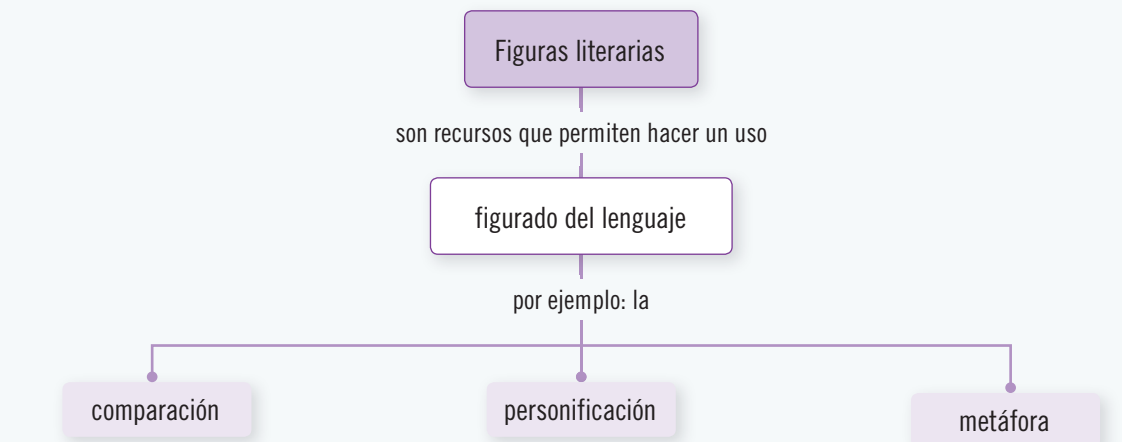 Figuras literarias
son recursos que permiten hacer un uso
figurado del lenguaje
por ejemplo: la
comparación
personificación
metáfora